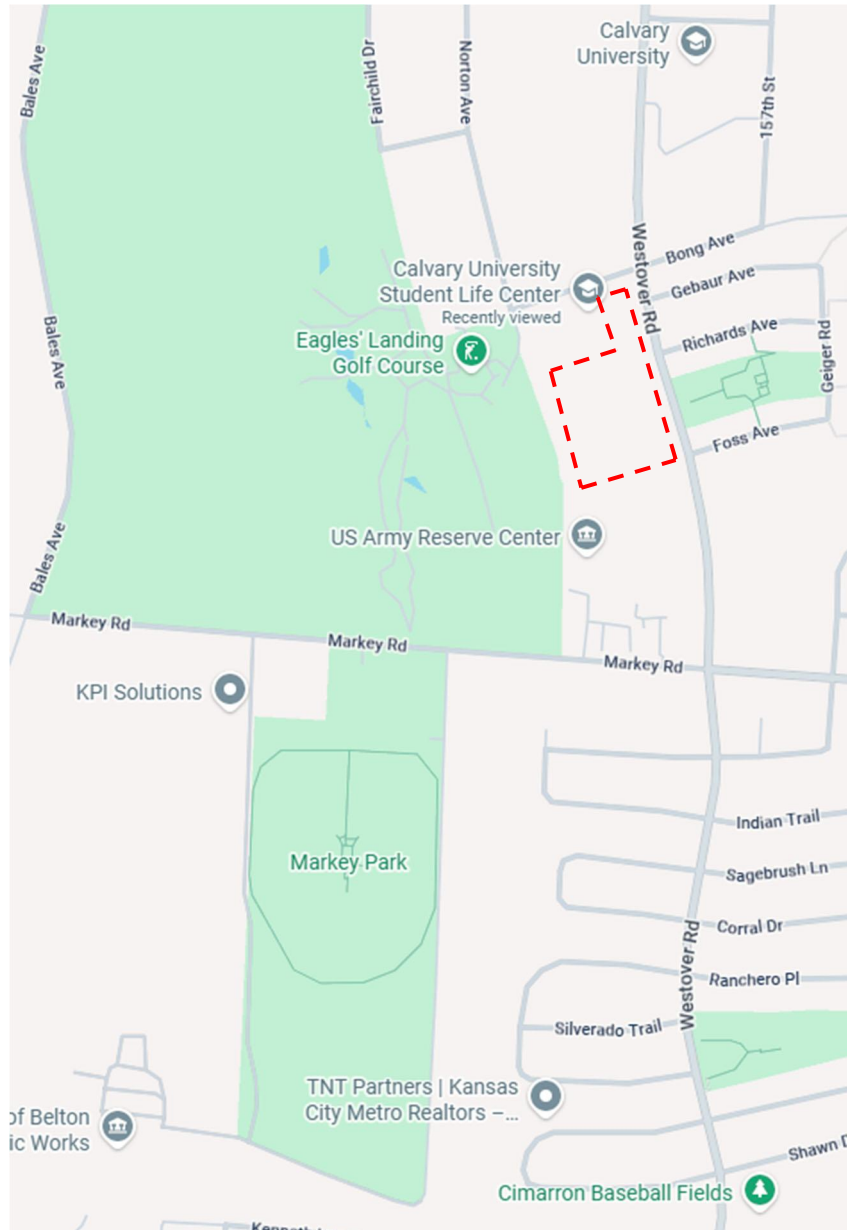 Calvary
University
Bales Ave
Fairchild Dr
Norton Ave
157th St
Westover Rd
Bong Ave
Calvary University
Student Life Center
Recently viewed
Gebaur Ave
Bales Ave
Eagles' Landing
Golf Course
Richards Ave
Geiger Rd
Foss Ave
US Army Reserve Center
Bales Ave
Markey Rd
Markey Rd
Markey Rd
KPI Solutions
Indian Trail
Markey Park
Sagebrush Ln
Corral Dr
Westover Rd
Ranchero Pl
Silverado Trail
TNT Partners | Kansas
City Metro Realtors –...
of Belton
ic Works
Shawn D
Cimarron Baseball Fields